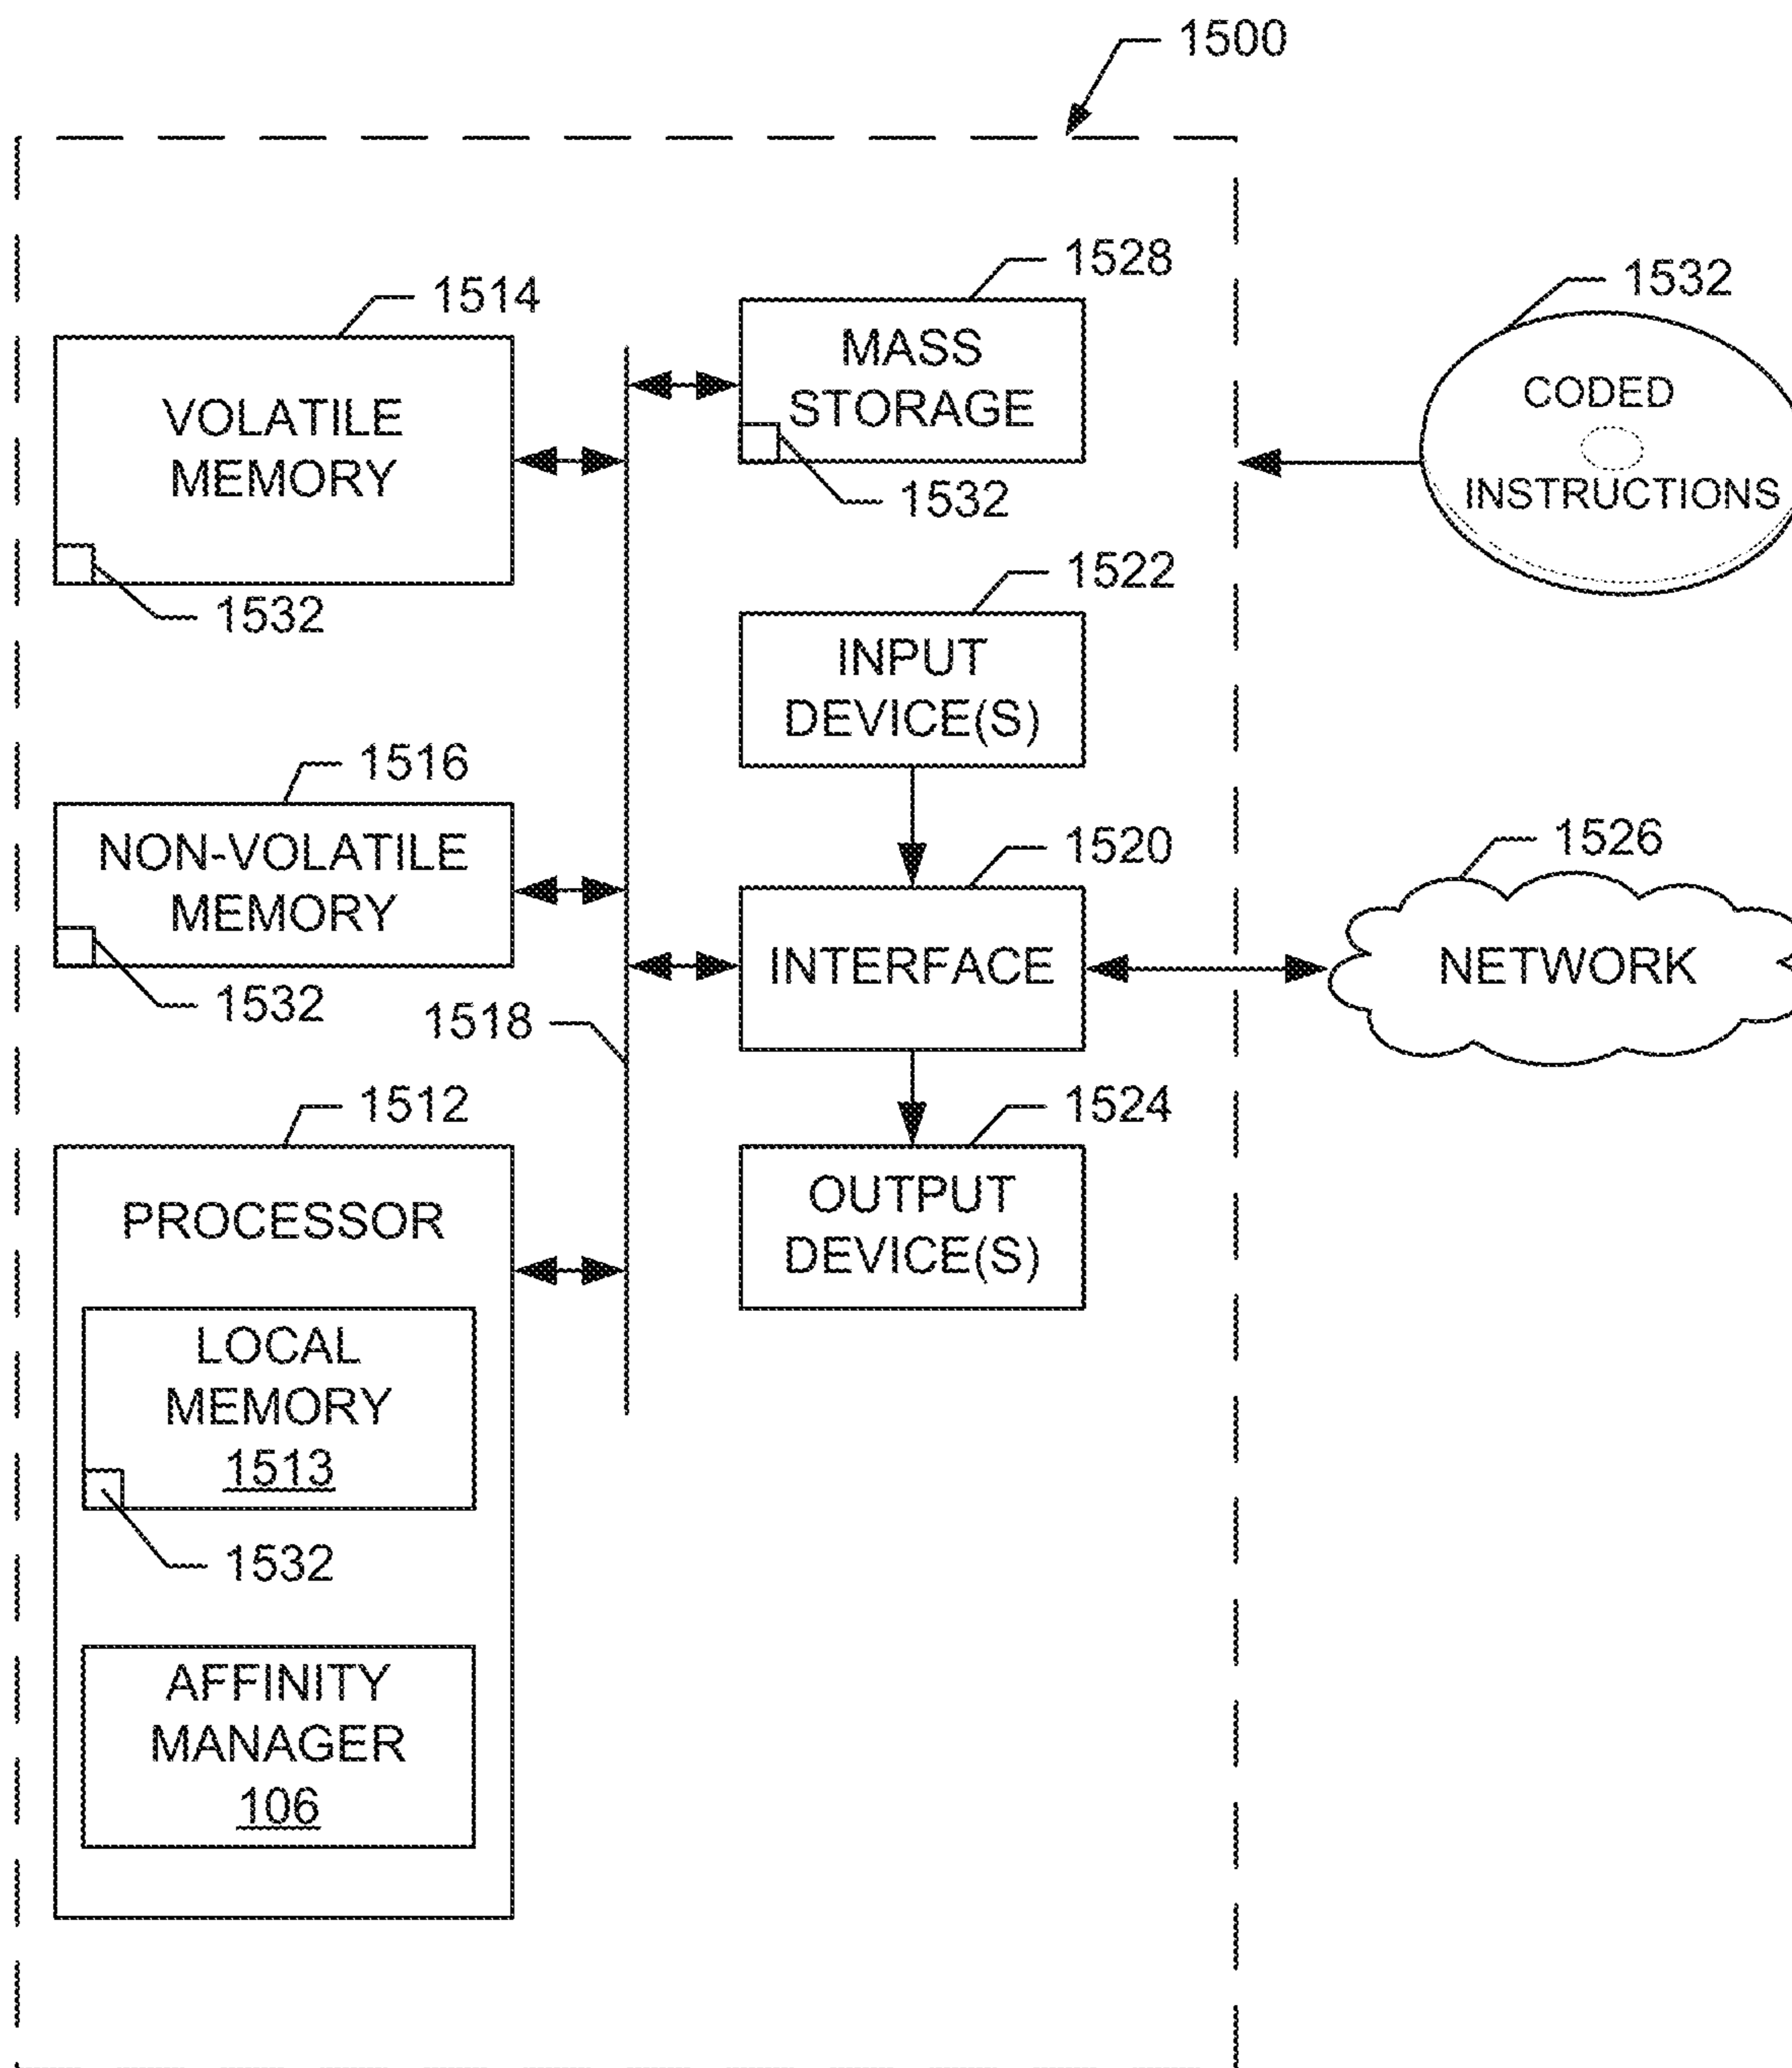 1500
1528
MASS
STORAGE
1532
1514
VOLATILE
MEMORY
1532
1532
CODED
INSTRUCTIONS
1522
INPUT
DEVICE(S)
1516
NON-VOLATILE
MEMORY
1532
1518
1520
INTERFACE
1526
NETWORK
1512
PROCESSOR
LOCAL
MEMORY
1513
1532
AFFINITY
MANAGER
106
1524
OUTPUT
DEVICE(S)